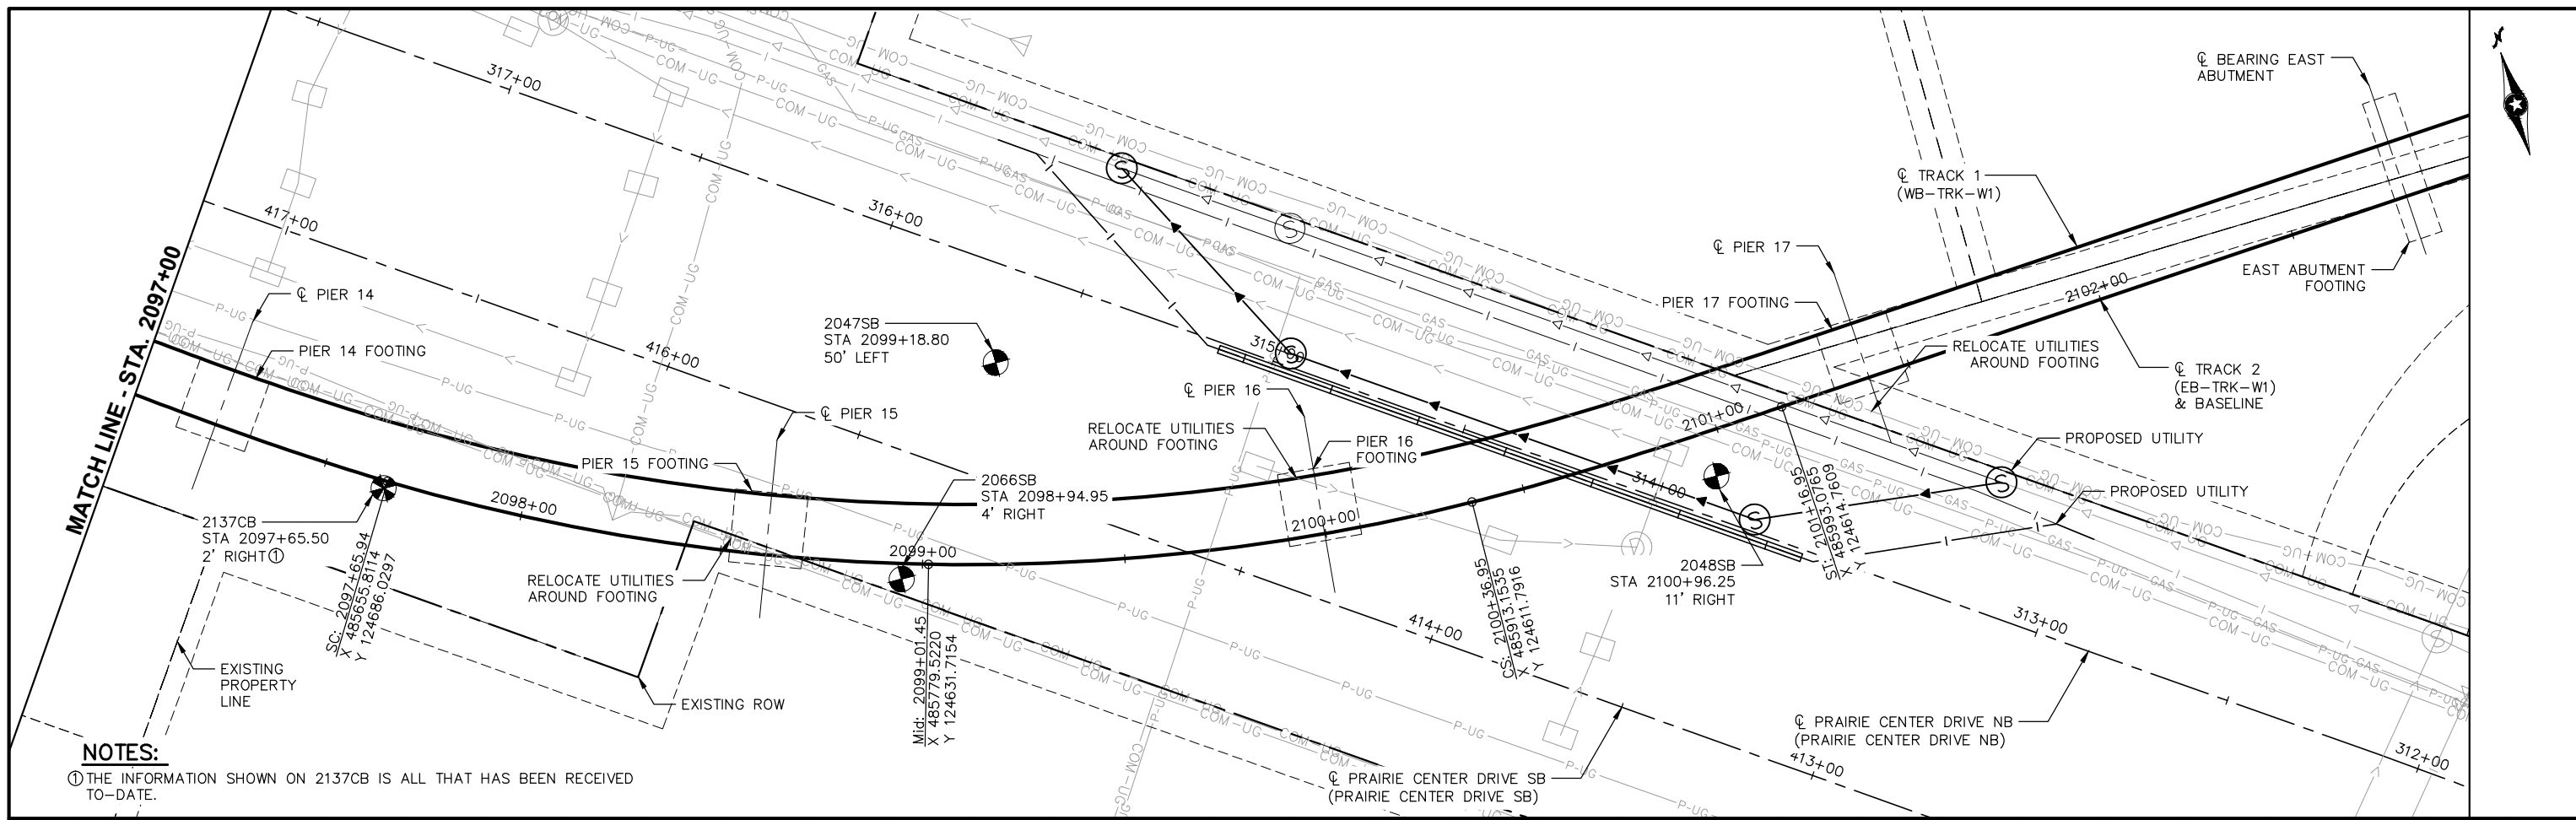 ℄ BEARING EAST
ABUTMENT
317+00
℄ TRACK 1
(WB-TRK-W1)
316+00
417+00
℄ PIER 17
MATCH LINE - STA. 2097+00
℄ PIER 14
EAST ABUTMENT
FOOTING
2102+00
PIER 17 FOOTING
2047SB
STA 2099+18.80
50' LEFT
315+00
PIER 14 FOOTING
416+00
RELOCATE UTILITIES
AROUND FOOTING
℄ TRACK 2
(EB-TRK-W1)
& BASELINE
℄ PIER 16
℄ PIER 15
2101+00
RELOCATE UTILITIES
AROUND FOOTING
PIER 16
FOOTING
PROPOSED UTILITY
PIER 15 FOOTING
2066SB
STA 2098+94.95
4' RIGHT
314+00
PROPOSED UTILITY
2098+00
2100+00
2137CB
STA 2097+65.50
2' RIGHT①
2099+00
2048SB
STA 2100+96.25
11' RIGHT
RELOCATE UTILITIES
AROUND FOOTING
SC: 2097+65.94
X 485655.8114
Y 124686.0297
Mid: 2099+01.45
X 485779.5220
Y 124631.7154
CS: 2100+36.95
X 485913.1535
Y 124611.7916
ST: 2101+16.95
X 485993.0765
Y 124614.7609
414+00
313+00
EXISTING
PROPERTY
LINE
EXISTING ROW
℄ PRAIRIE CENTER DRIVE NB
(PRAIRIE CENTER DRIVE NB)
312+00
413+00
℄ PRAIRIE CENTER DRIVE SB
(PRAIRIE CENTER DRIVE SB)
NOTES:
① THE INFORMATION SHOWN ON 2137CB IS ALL THAT HAS BEEN RECEIVED
TO-DATE.
COM-UG
P-UG
GAS
S